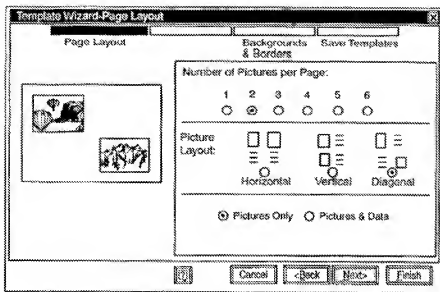 Template Wizard-Page Layout
Page Layout
Backgrounds & Borders
Save Templates
Number of Pictures per Page:
1 2 3 4 5 6
Picture Layout:
Horizontal Vertical Diagonal
Pictures Only Pictures & Data
? Cancel <Back Next> Finish